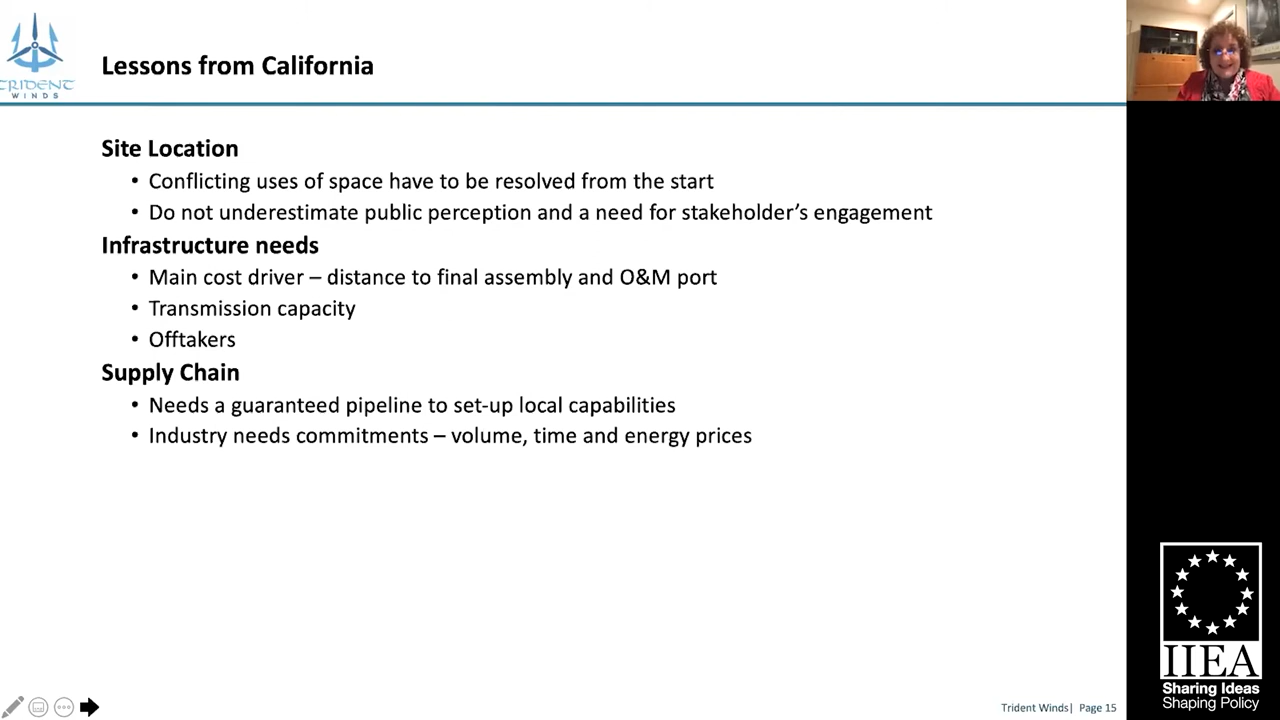 TRIDENT
WINDS
Lessons from California
Site Location
• Conflicting uses of space have to be resolved from the start
• Do not underestimate public perception and a need for stakeholder’s engagement
Infrastructure needs
• Main cost driver – distance to final assembly and O&M port
• Transmission capacity
• Offtakers
Supply Chain
• Needs a guaranteed pipeline to set-up local capabilities
• Industry needs commitments – volume, time and energy prices
Trident Winds| Page 15
IIEA
Sharing Ideas
Shaping Policy